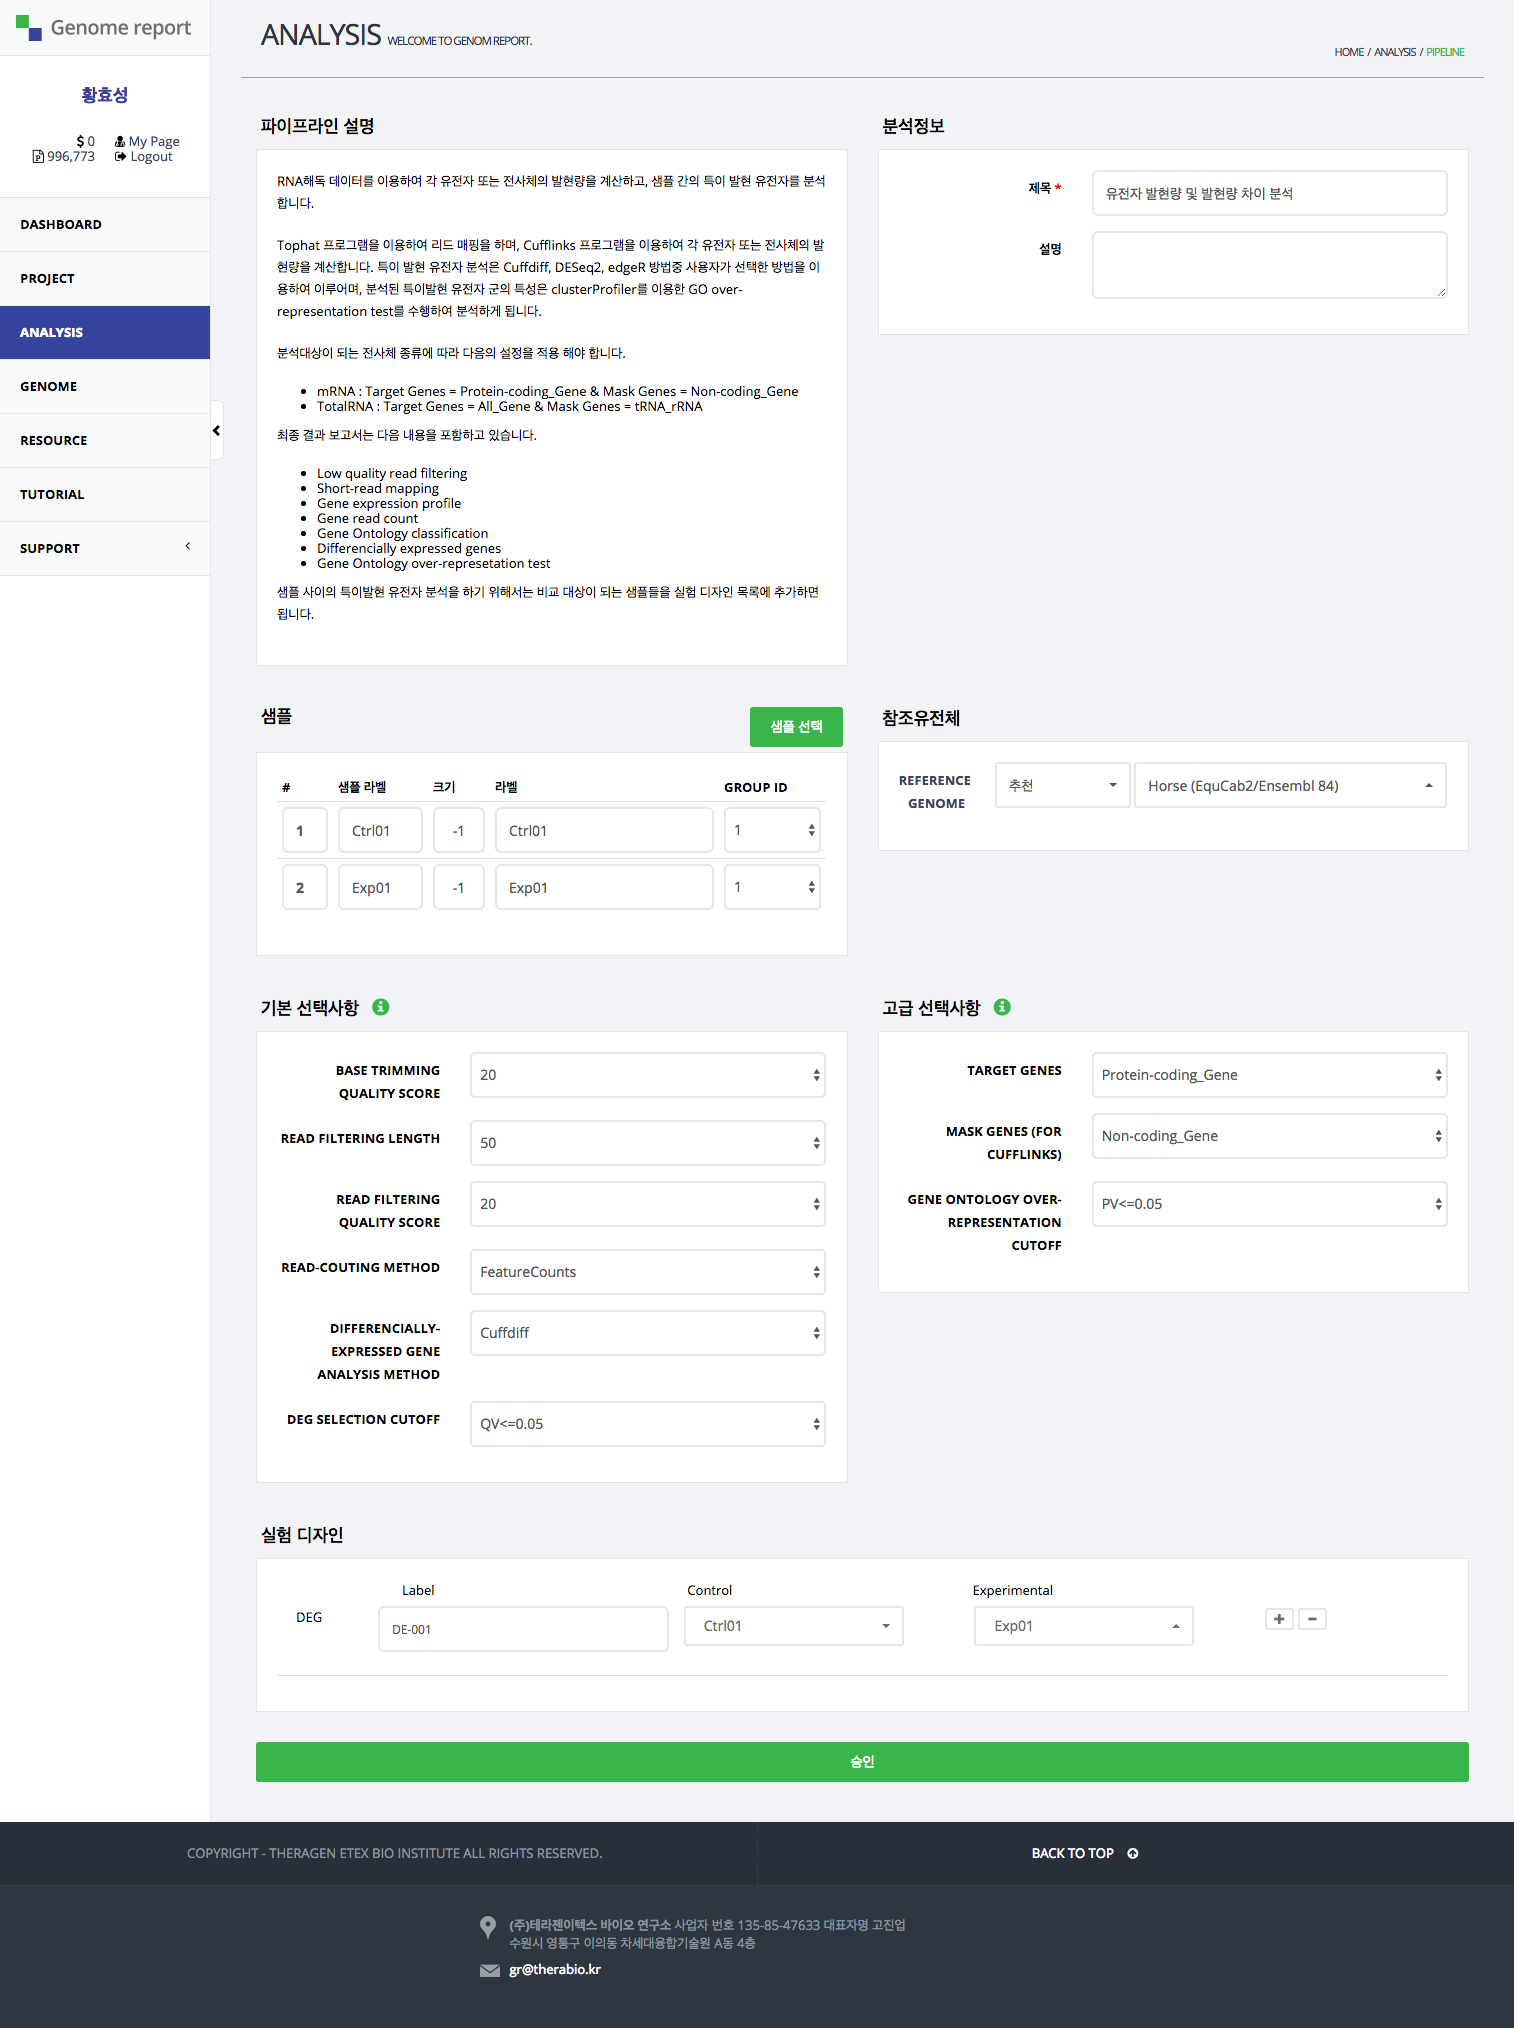 Genome report
황효성
$ 0
My Page
996,773
Logout
DASHBOARD
PROJECT
ANALYSIS
GENOME
RESOURCE
TUTORIAL
SUPPORT
ANALYSIS WELCOME TO GENOM REPORT.
HOME / ANALYSIS / PIPELINE
파이프라인 설명
RNA해독 데이터를 이용하여 각 유전자 또는 전사체의 발현량을 계산하고, 샘플 간의 특이 발현 유전자를 분석
합니다.
Tophat 프로그램을 이용하여 리드 매핑을 하며, Cufflinks 프로그램을 이용하여 각 유전자 또는 전사체의 발
현량을 계산합니다. 특이 발현 유전자 분석은 Cuffdiff, DESeq2, edgeR 방법중 사용자가 선택한 방법을 이
용하여 이루어며, 분석된 특이발현 유전자 군의 특성은 clusterProfiler를 이용한 GO over-
representation test를 수행하여 분석하게 됩니다.
분석대상이 되는 전사체 종류에 따라 다음의 설정을 적용 해야 합니다.
• mRNA : Target Genes = Protein-coding_Gene & Mask Genes = Non-coding_Gene
• TotalRNA : Target Genes = All_Gene & Mask Genes = tRNA_rRNA
최종 결과 보고서는 다음 내용을 포함하고 있습니다.
• Low quality read filtering
• Short-read mapping
• Gene expression profile
• Gene read count
• Gene Ontology classification
• Differencially expressed genes
• Gene Ontology over-represetation test
샘플 사이의 특이발현 유전자 분석을 하기 위해서는 비교 대상이 되는 샘플들을 실험 디자인 목록에 추가하면
됩니다.
분석정보
제목 *
유전자 발현량 및 발현량 차이 분석
설명
샘플
샘플 선택
# 샘플 라벨 크기 라벨 GROUP ID
1 Ctrl01 -1 Ctrl01 1
2 Exp01 -1 Exp01 1
참조유전체
REFERENCE
GENOME
추천
Horse (EquCab2/Ensembl 84)
기본 선택사항
BASE TRIMMING
QUALITY SCORE
20
READ FILTERING LENGTH
50
READ FILTERING
QUALITY SCORE
20
READ-COUTING METHOD
FeatureCounts
DIFFERENCIALLY-
EXPRESSED GENE
ANALYSIS METHOD
Cuffdiff
DEG SELECTION CUTOFF
QV<=0.05
고급 선택사항
TARGET GENES
Protein-coding_Gene
MASK GENES (FOR
CUFFLINKS)
Non-coding_Gene
GENE ONTOLOGY OVER-
REPRESENTATION
CUTOFF
PV<=0.05
실험 디자인
Label Control Experimental
DEG DE-001 Ctrl01 Exp01
승인
COPYRIGHT - THERAGEN ETEX BIO INSTITUTE ALL RIGHTS RESERVED.
BACK TO TOP
(주)테라젠이텍스 바이오 연구소 사업자 번호 135-85-47633 대표자명 고진업
수원시 영통구 이의동 차세대융합기술원 A동 4층
gr@therabio.kr